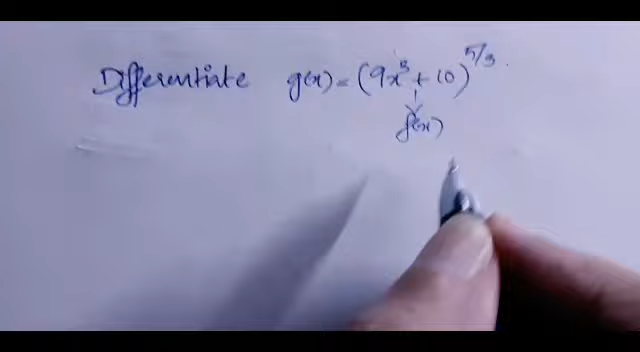 Differentiate g(x) = (9x³ + 10)^5/3.
f(x)